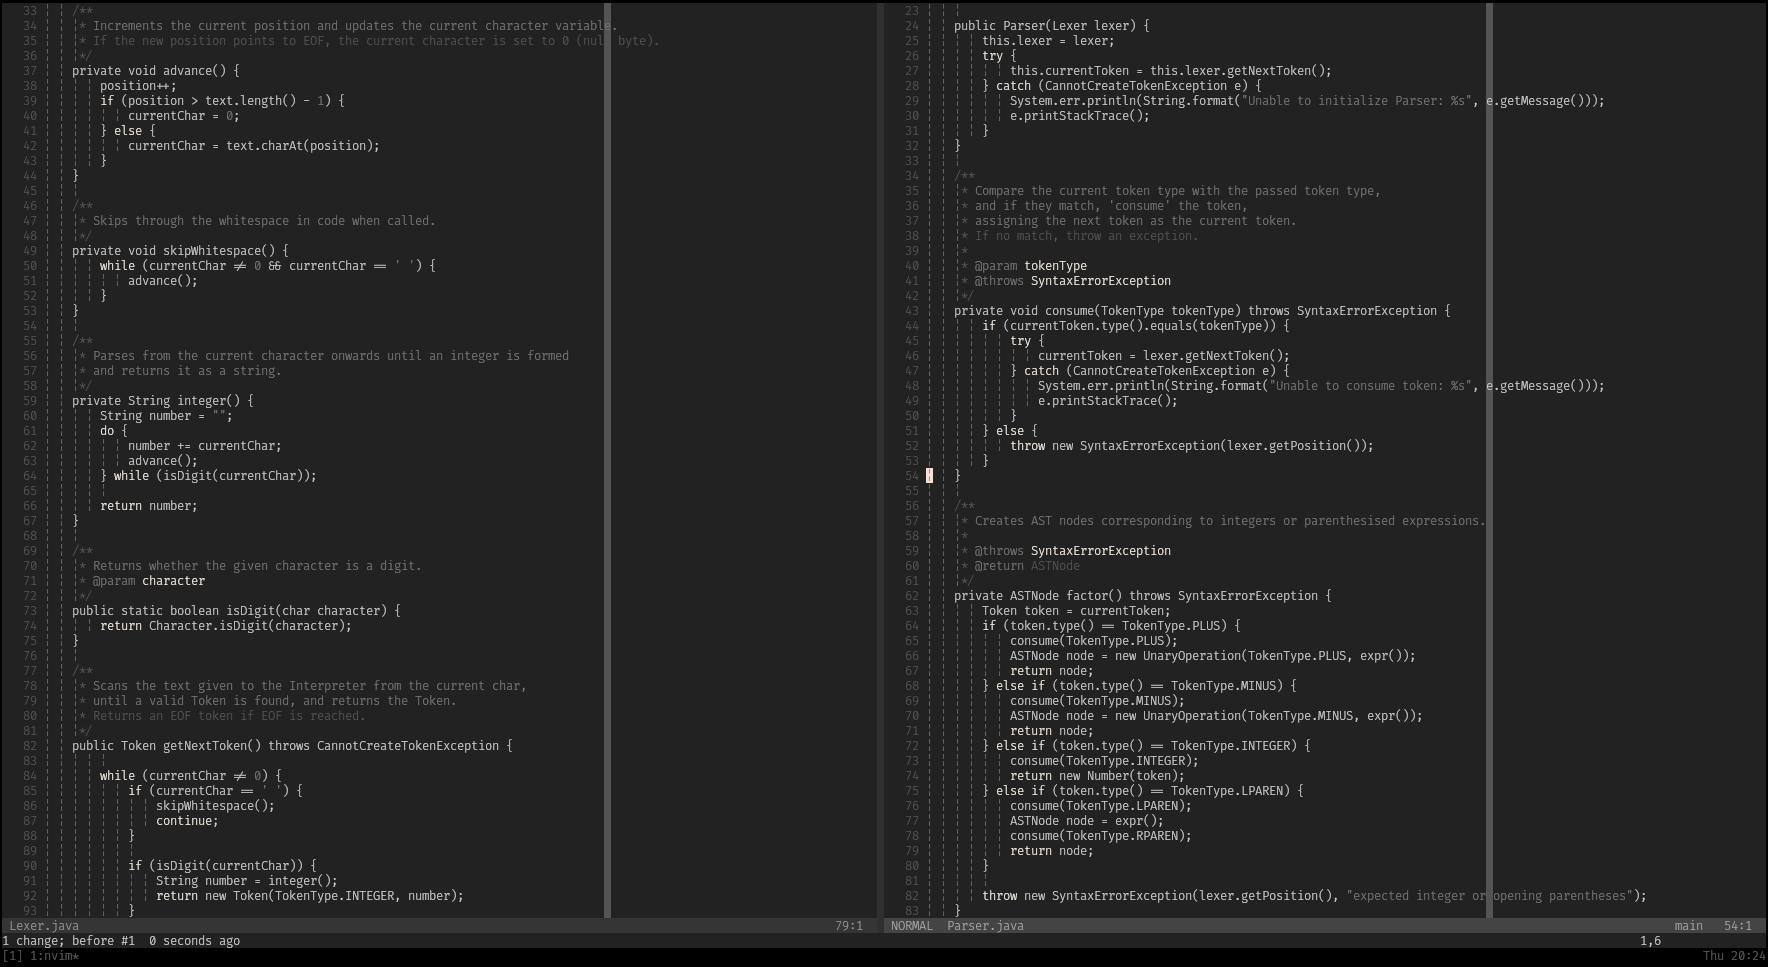 33 /**
34 * Increments the current position and updates the current character variable.
35 * If the new position points to EOF, the current character is set to 0 (null byte).
36 */
37 private void advance() {
38 position++;
39 if (position > text.length() - 1) {
40 currentChar = 0;
41 } else {
42 currentChar = text.charAt(position);
43 }
44 }
45
46 /**
47 * Skips through the whitespace in code when called.
48 */
49 private void skipWhitespace() {
50 while (currentChar != 0 && currentChar == ' ') {
51 advance();
52 }
53 }
54
55 /**
56 * Parses from the current character onwards until an integer is formed
57 * and returns it as a string.
58 */
59 private String integer() {
60 String number = "";
61 do {
62 number += currentChar;
63 advance();
64 } while (isDigit(currentChar));
65
66 return number;
67 }
68
69 /**
70 * Returns whether the given character is a digit.
71 * @param character
72 */
73 public static boolean isDigit(char character) {
74 return Character.isDigit(character);
75 }
76
77 /**
78 * Scans the text given to the Interpreter from the current char,
79 * until a valid Token is found, and returns the Token.
80 * Returns an EOF token if EOF is reached.
81 */
82 public Token getNextToken() throws CannotCreateTokenException {
83
84 while (currentChar != 0) {
85 if (currentChar == ' ') {
86 skipWhitespace();
87 continue;
88 }
89
90 if (isDigit(currentChar)) {
91 String number = integer();
92 return new Token(TokenType.INTEGER, number);
93 }
Lexer.java 79:1
23
24 public Parser(Lexer lexer) {
25 this.lexer = lexer;
26 try {
27 this.currentToken = this.lexer.getNextToken();
28 } catch (CannotCreateTokenException e) {
29 System.err.println(String.format("Unable to initialize Parser: %s", e.getMessage()));
30 e.printStackTrace();
31 }
32 }
33
34 /**
35 * Compare the current token type with the passed token type,
36 * and if they match, 'consume' the token,
37 * assigning the next token as the current token.
38 * If no match, throw an exception.
39 *
40 * @param tokenType
41 * @throws SyntaxErrorException
42 */
43 private void consume(TokenType tokenType) throws SyntaxErrorException {
44 if (currentToken.type().equals(tokenType)) {
45 try {
46 currentToken = lexer.getNextToken();
47 } catch (CannotCreateTokenException e) {
48 System.err.println(String.format("Unable to consume token: %s", e.getMessage()));
49 e.printStackTrace();
50 }
51 } else {
52 throw new SyntaxErrorException(lexer.getPosition());
53 }
54 }
55
56 /**
57 * Creates AST nodes corresponding to integers or parenthesised expressions.
58 *
59 * @throws SyntaxErrorException
60 * @return ASTNode
61 */
62 private ASTNode factor() throws SyntaxErrorException {
63 Token token = currentToken;
64 if (token.type() == TokenType.PLUS) {
65 consume(TokenType.PLUS);
66 ASTNode node = new UnaryOperation(TokenType.PLUS, expr());
67 return node;
68 } else if (token.type() == TokenType.MINUS) {
69 consume(TokenType.MINUS);
70 ASTNode node = new UnaryOperation(TokenType.MINUS, expr());
71 return node;
72 } else if (token.type() == TokenType.INTEGER) {
73 consume(TokenType.INTEGER);
74 return new Number(token);
75 } else if (token.type() == TokenType.LPAREN) {
76 consume(TokenType.LPAREN);
77 ASTNode node = expr();
78 consume(TokenType.RPAREN);
79 return node;
80 }
81
82 throw new SyntaxErrorException(lexer.getPosition(), "expected integer or opening parentheses");
83 }
NORMAL Parser.java main 54:1
1 change; before #1 0 seconds ago 1,6
[1] 1:nvim* Thu 20:24